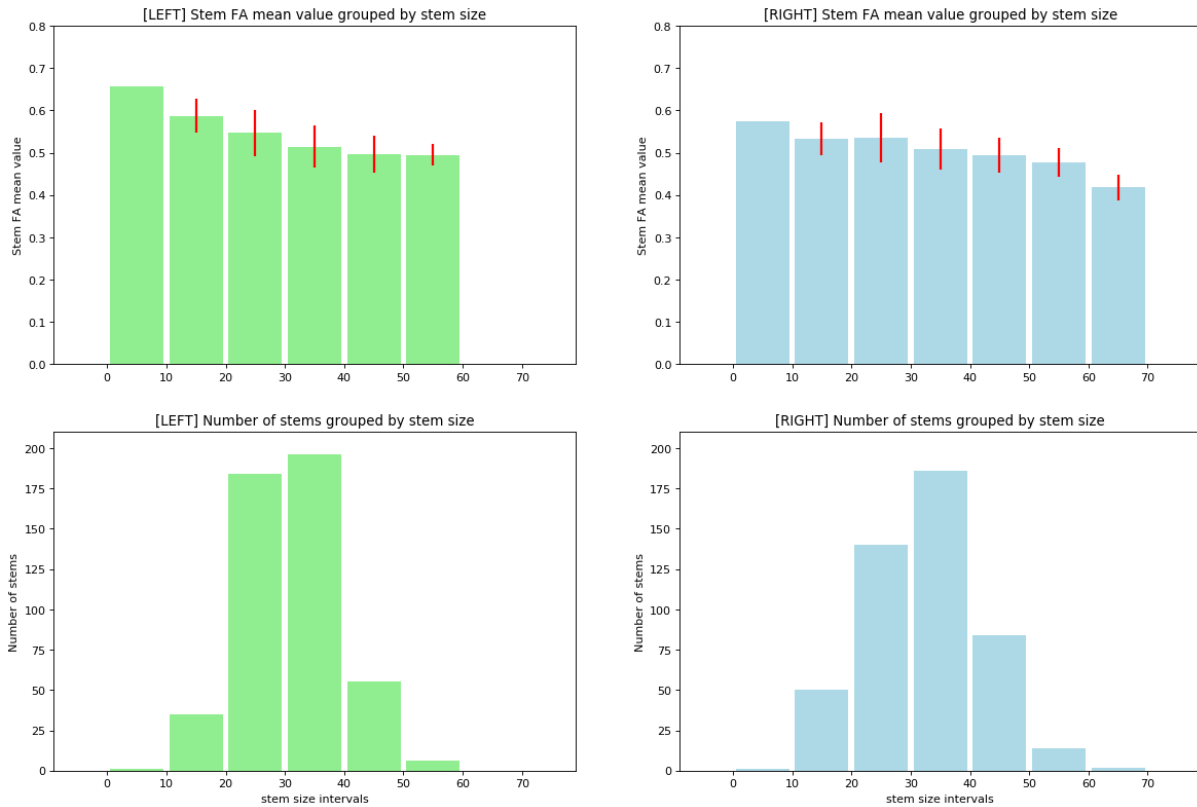 [LEFT] Stem FA mean value grouped by stem size
Stem FA mean value
0.8
0.7
0.6
0.5
0.4
0.3
0.2
0.1
0.0
0 10 20 30 40 50 60 70
[RIGHT] Stem FA mean value grouped by stem size
Stem FA mean value
0.8
0.7
0.6
0.5
0.4
0.3
0.2
0.1
0.0
0 10 20 30 40 50 60 70
[LEFT] Number of stems grouped by stem size
Number of stems
200
175
150
125
100
75
50
25
0
0 10 20 30 40 50 60 70
stem size intervals
[RIGHT] Number of stems grouped by stem size
Number of stems
200
175
150
125
100
75
50
25
0
0 10 20 30 40 50 60 70
stem size intervals